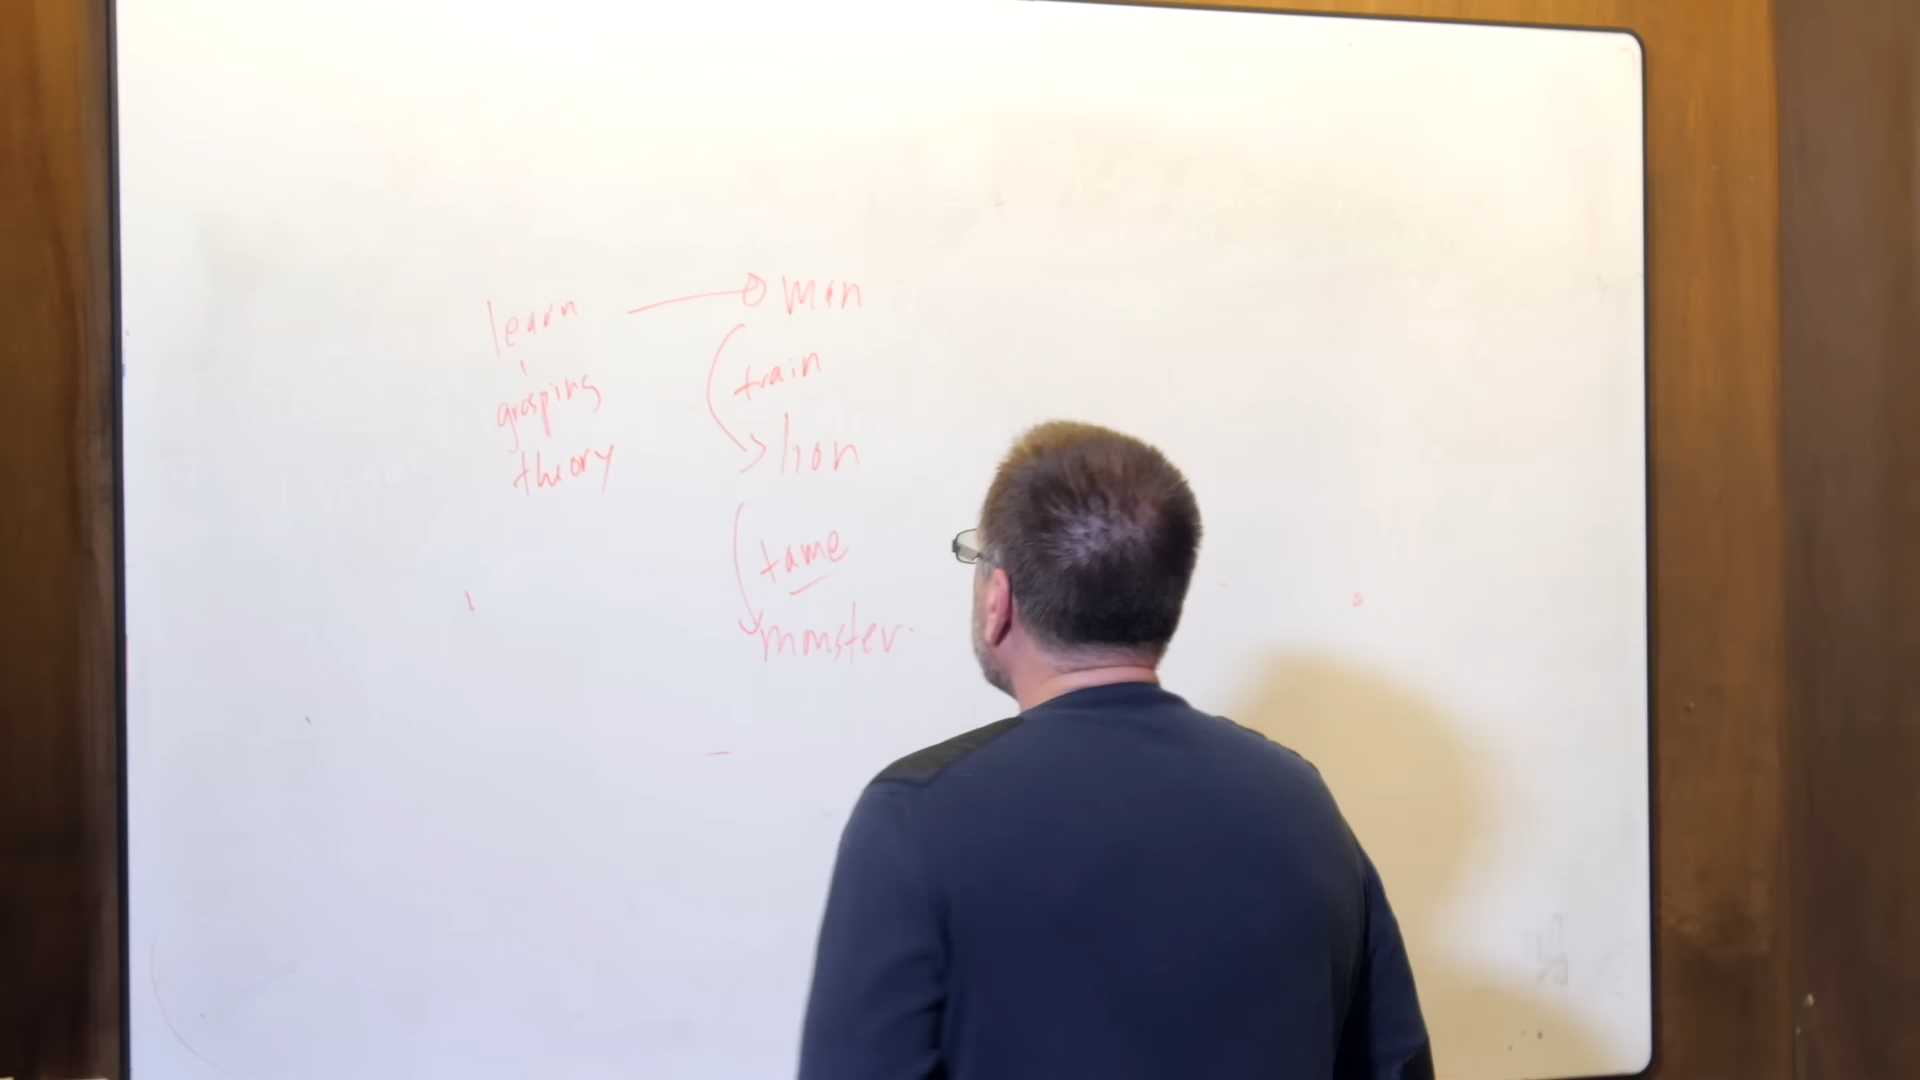 learn
grasping
theory
man
train
lion
tame
monster.